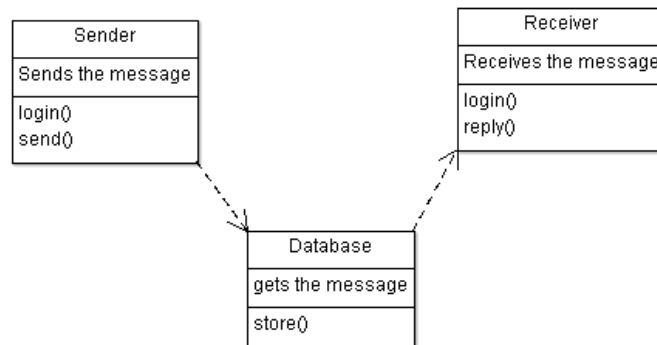 Sender
Sends the message
login()
send()
Receiver
Receives the message
login()
reply()
Database
gets the message
store()